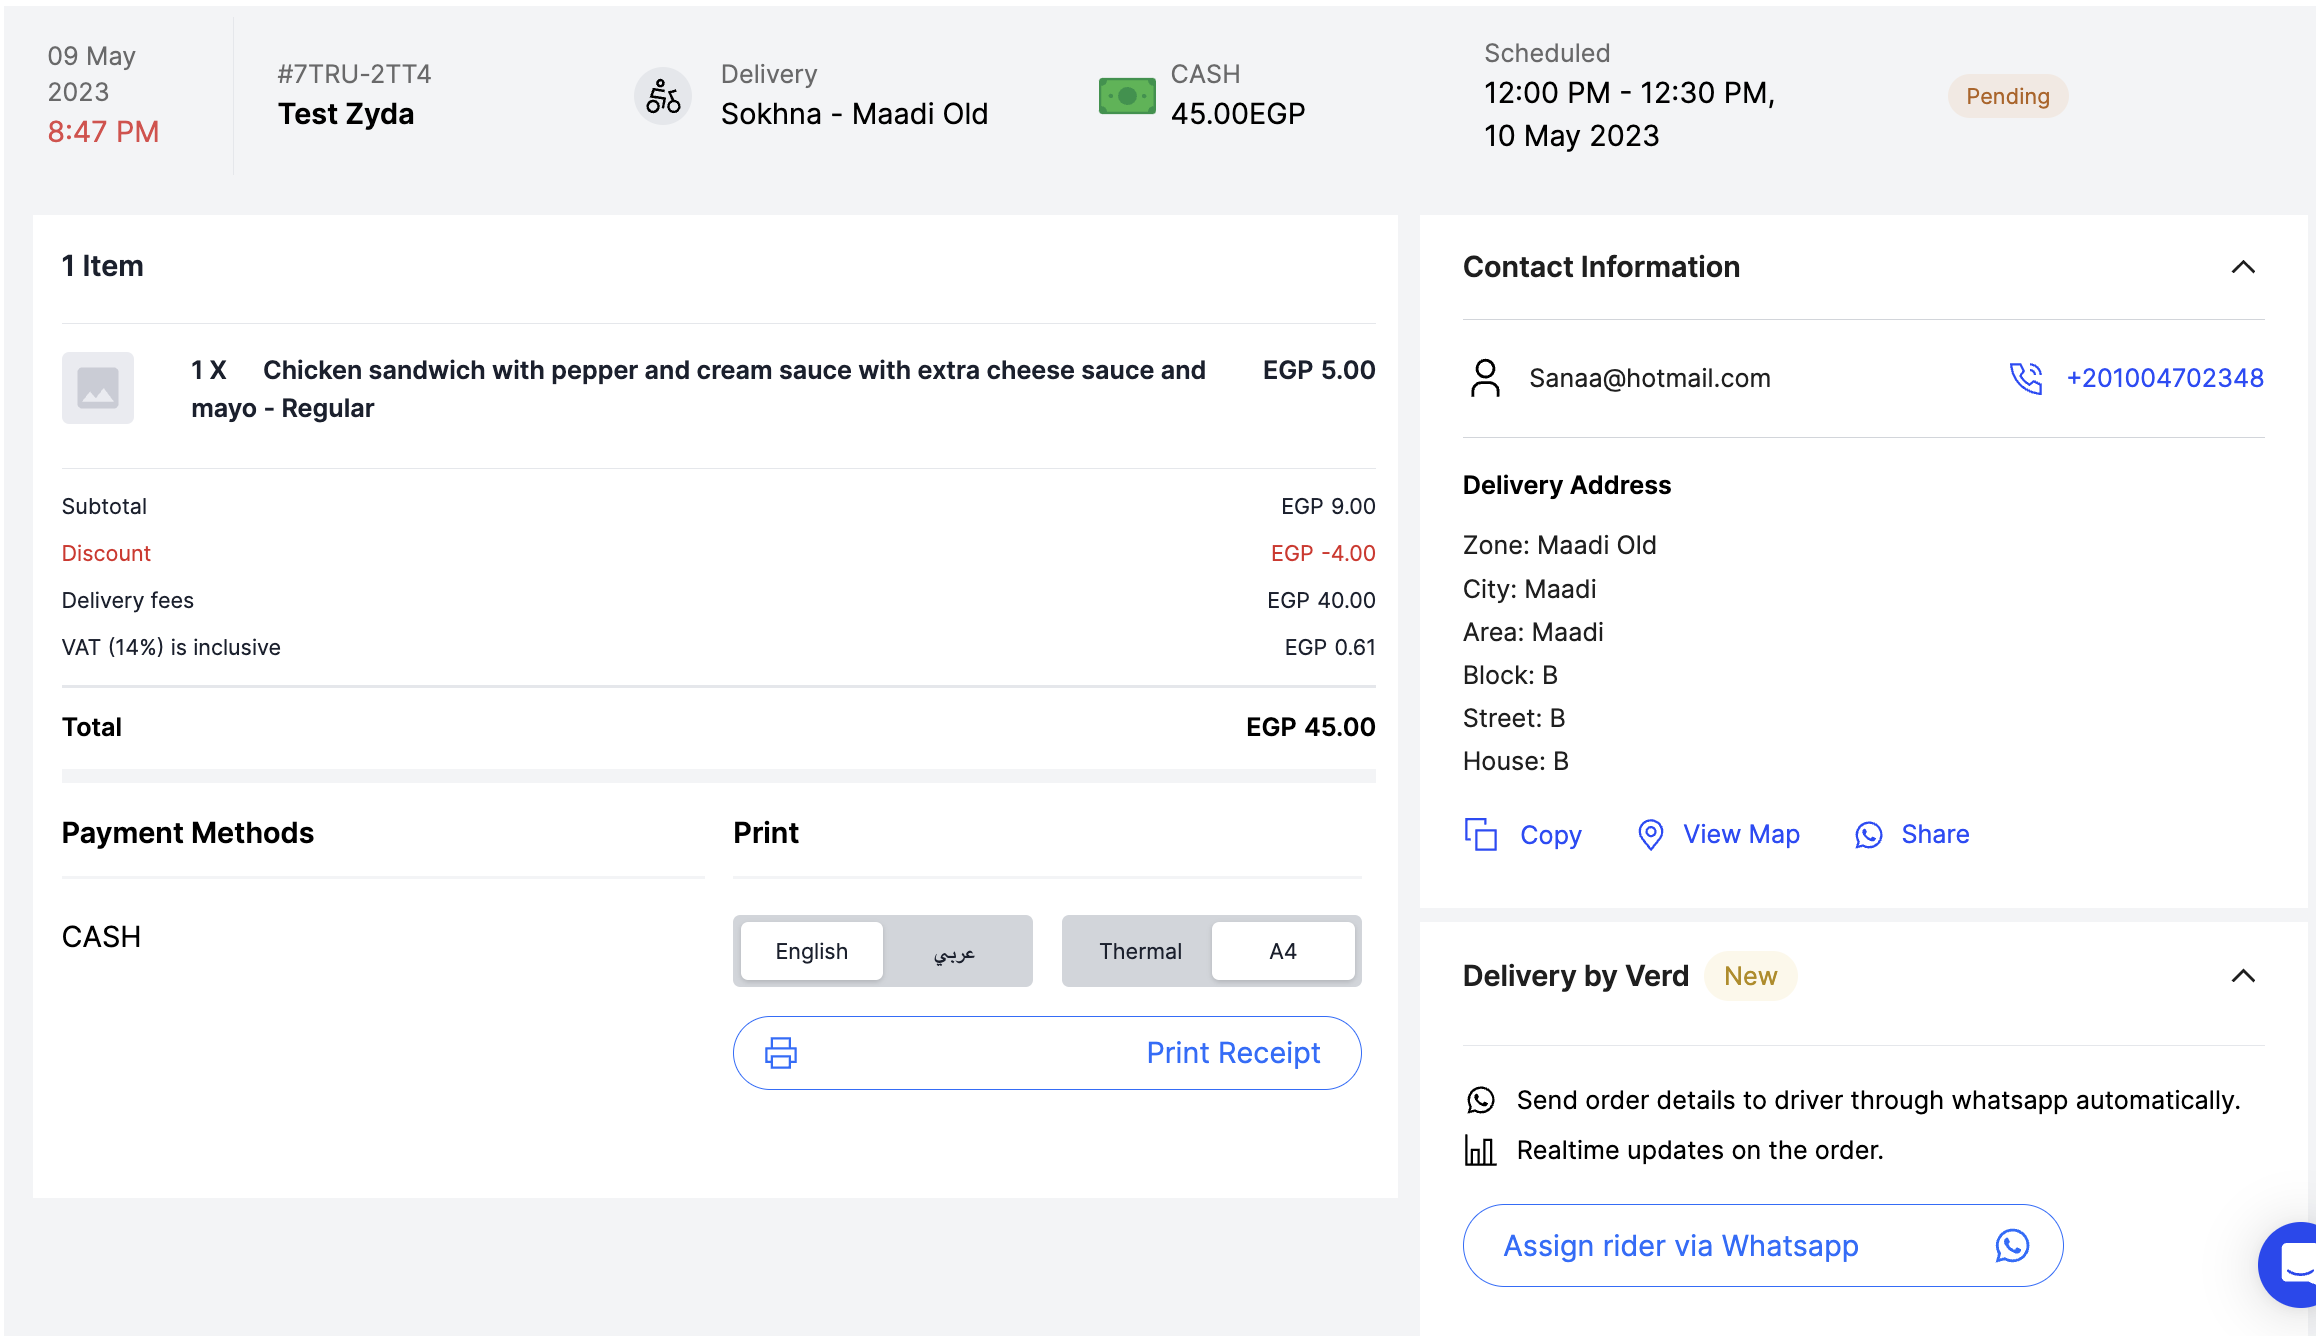 09 May
2023
8:47 PM
#7TRU-2TT4
Test Zyda
Delivery
Sokhna - Maadi Old
CASH
45.00EGP
Scheduled
12:00 PM - 12:30 PM,
10 May 2023
Pending
1 Item
1 X Chicken sandwich with pepper and cream sauce with extra cheese sauce and EGP 5.00
mayo - Regular
Subtotal EGP 9.00
Discount EGP -4.00
Delivery fees EGP 40.00
VAT (14%) is inclusive EGP 0.61
Total EGP 45.00
Payment Methods
CASH
Print
English عربي Thermal A4
Print Receipt
Contact Information
Sanaa@hotmail.com +201004702348
Delivery Address
Zone: Maadi Old
City: Maadi
Area: Maadi
Block: B
Street: B
House: B
Copy View Map Share
Delivery by Verd New
Send order details to driver through whatsapp automatically.
Realtime updates on the order.
Assign rider via Whatsapp